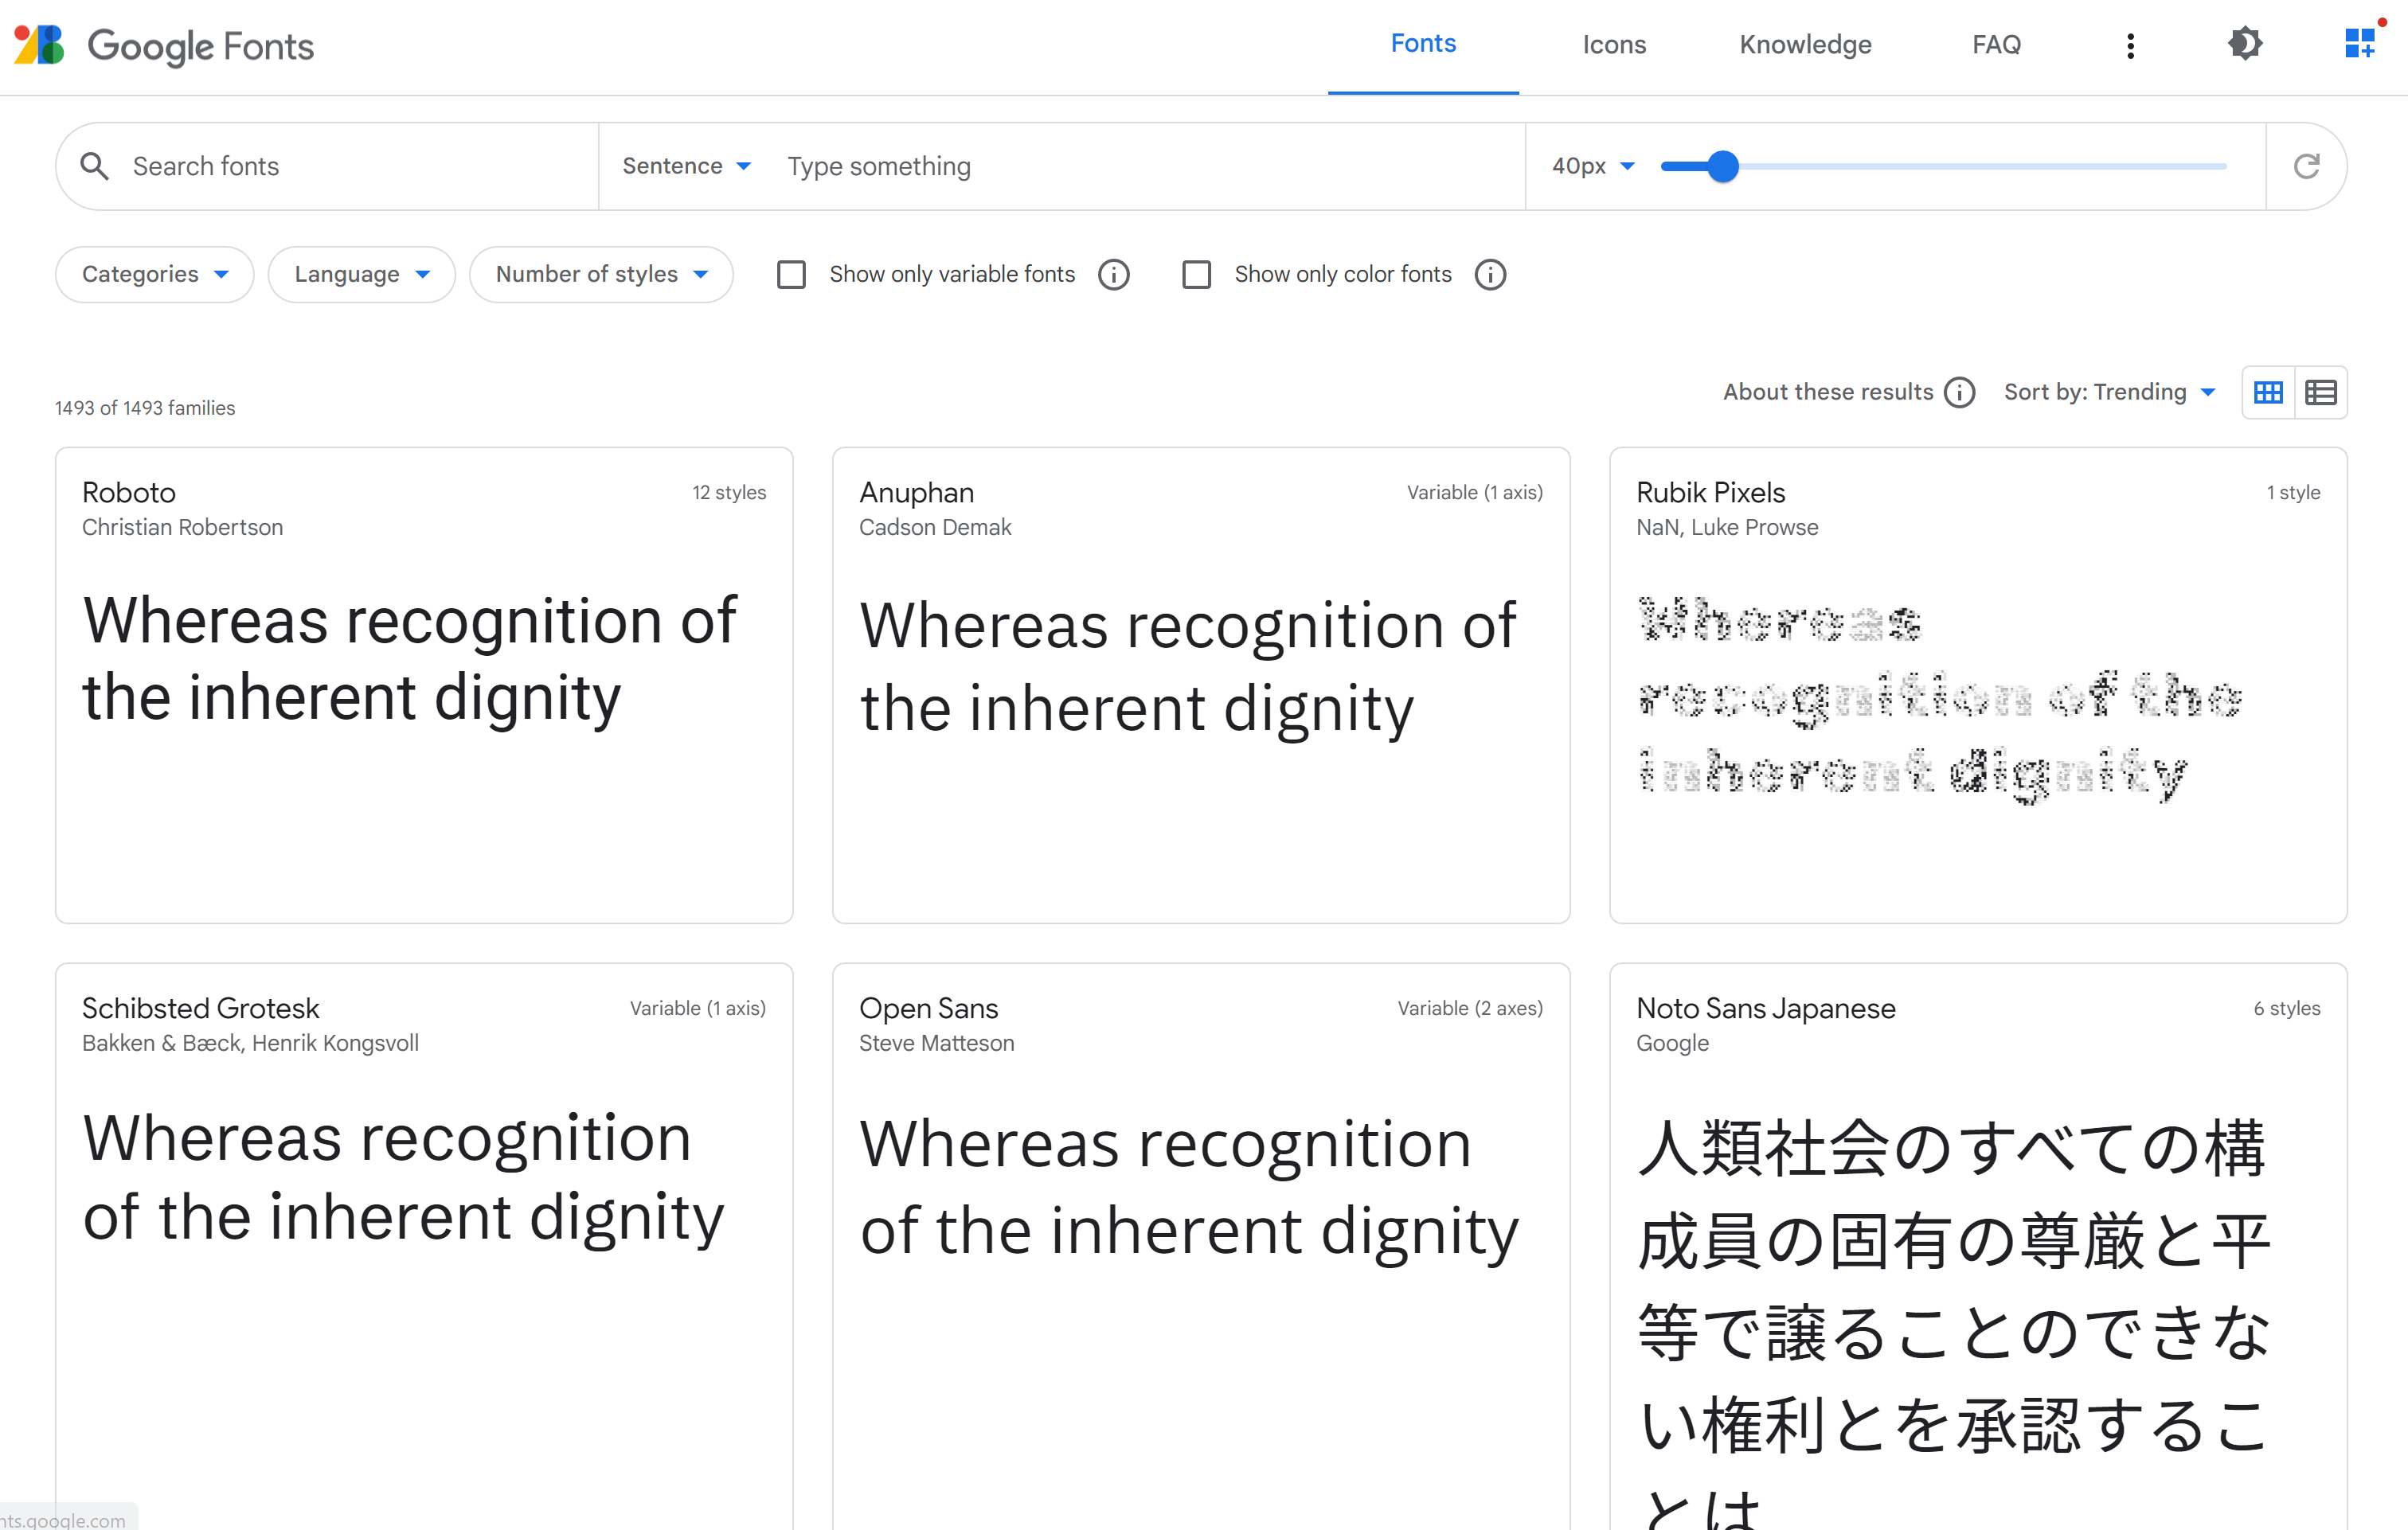 Google Fonts
Fonts
Icons
Knowledge
FAQ
Search fonts
Sentence
Type something
40px
Categories
Language
Number of styles
Show only variable fonts
Show only color fonts
1493 of 1493 families
About these results
Sort by: Trending
Roboto
12 styles
Christian Robertson
Whereas recognition of
the inherent dignity
Anuphan
Variable (1 axis)
Cadson Demak
Whereas recognition of
the inherent dignity
Rubik Pixels
1 style
NaN, Luke Prowse
Whereas
recognition of the
inherent dignity
Schibsted Grotesk
Variable (1 axis)
Bakken & Bæck, Henrik Kongsvoll
Whereas recognition
of the inherent dignity
Open Sans
Variable (2 axes)
Steve Matteson
Whereas recognition
of the inherent dignity
Noto Sans Japanese
6 styles
Google
人類社会のすべての構
成員の固有の尊厳と平
等で譲ることのできな
い権利とを承認するこ
とは
nts.google.com